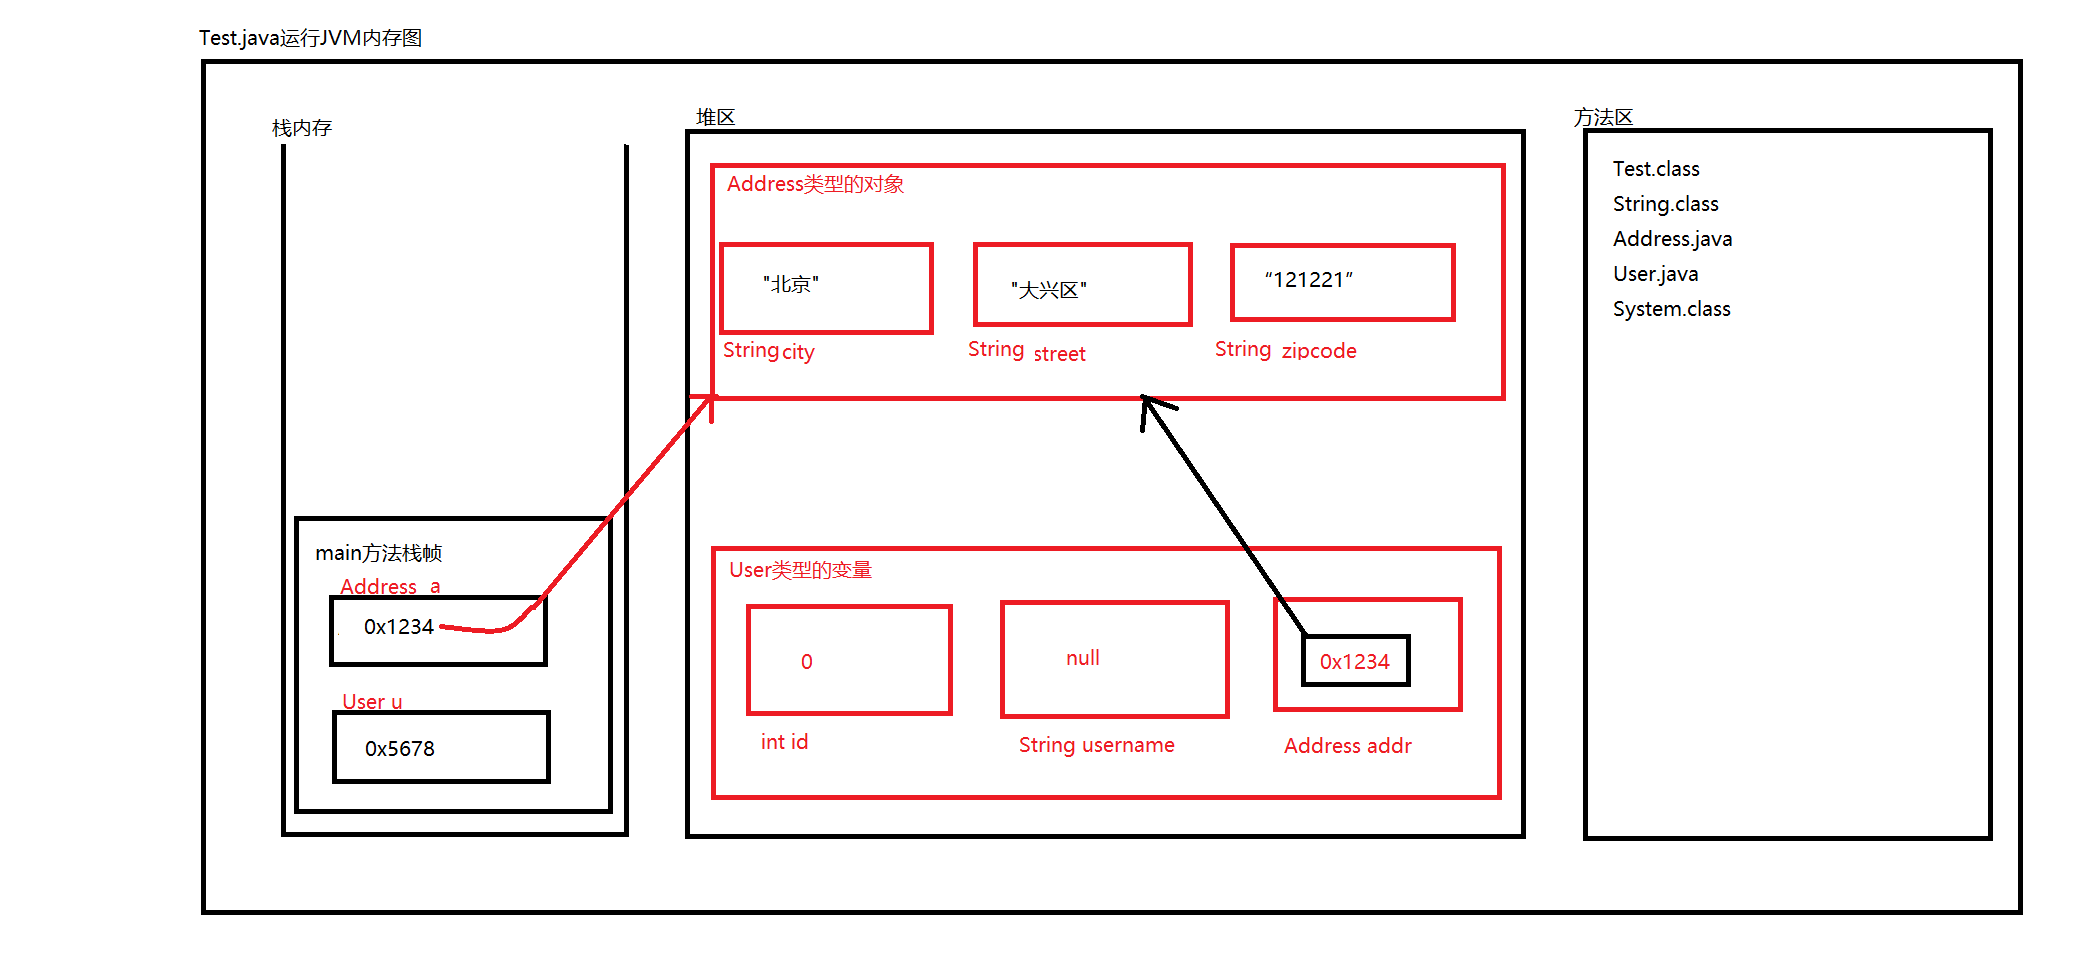 Test.java运行JVM内存图
栈内存
main方法栈帧
Address a
0x1234
User u
0x5678
堆区
Address类型的对象
"北京"
"大兴区"
“121221”
String city
String street
String zipcode
User类型的变量
0
null
0x1234
int id
String username
Address addr
方法区
Test.class
String.class
Address.java
User.java
System.class